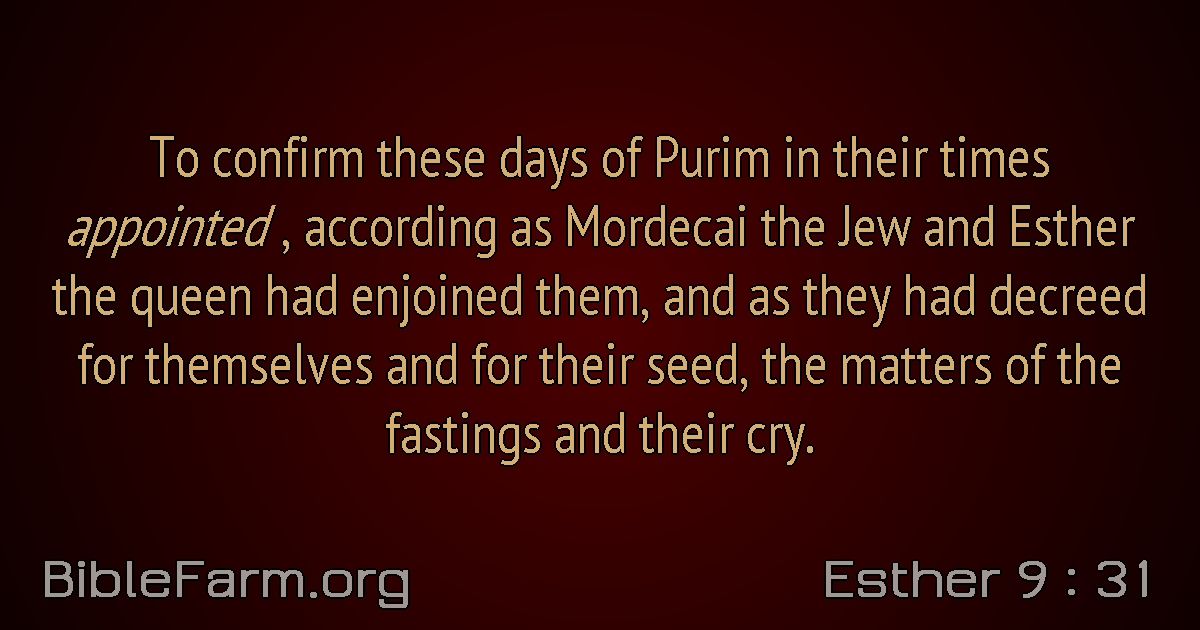 To confirm these days of Purim in their times
appointed , according as Mordecai the Jew and Esther
the queen had enjoined them, and as they had decreed
for themselves and for their seed, the matters of the
fastings and their cry.
BibleFarm.org
Esther 9 : 31